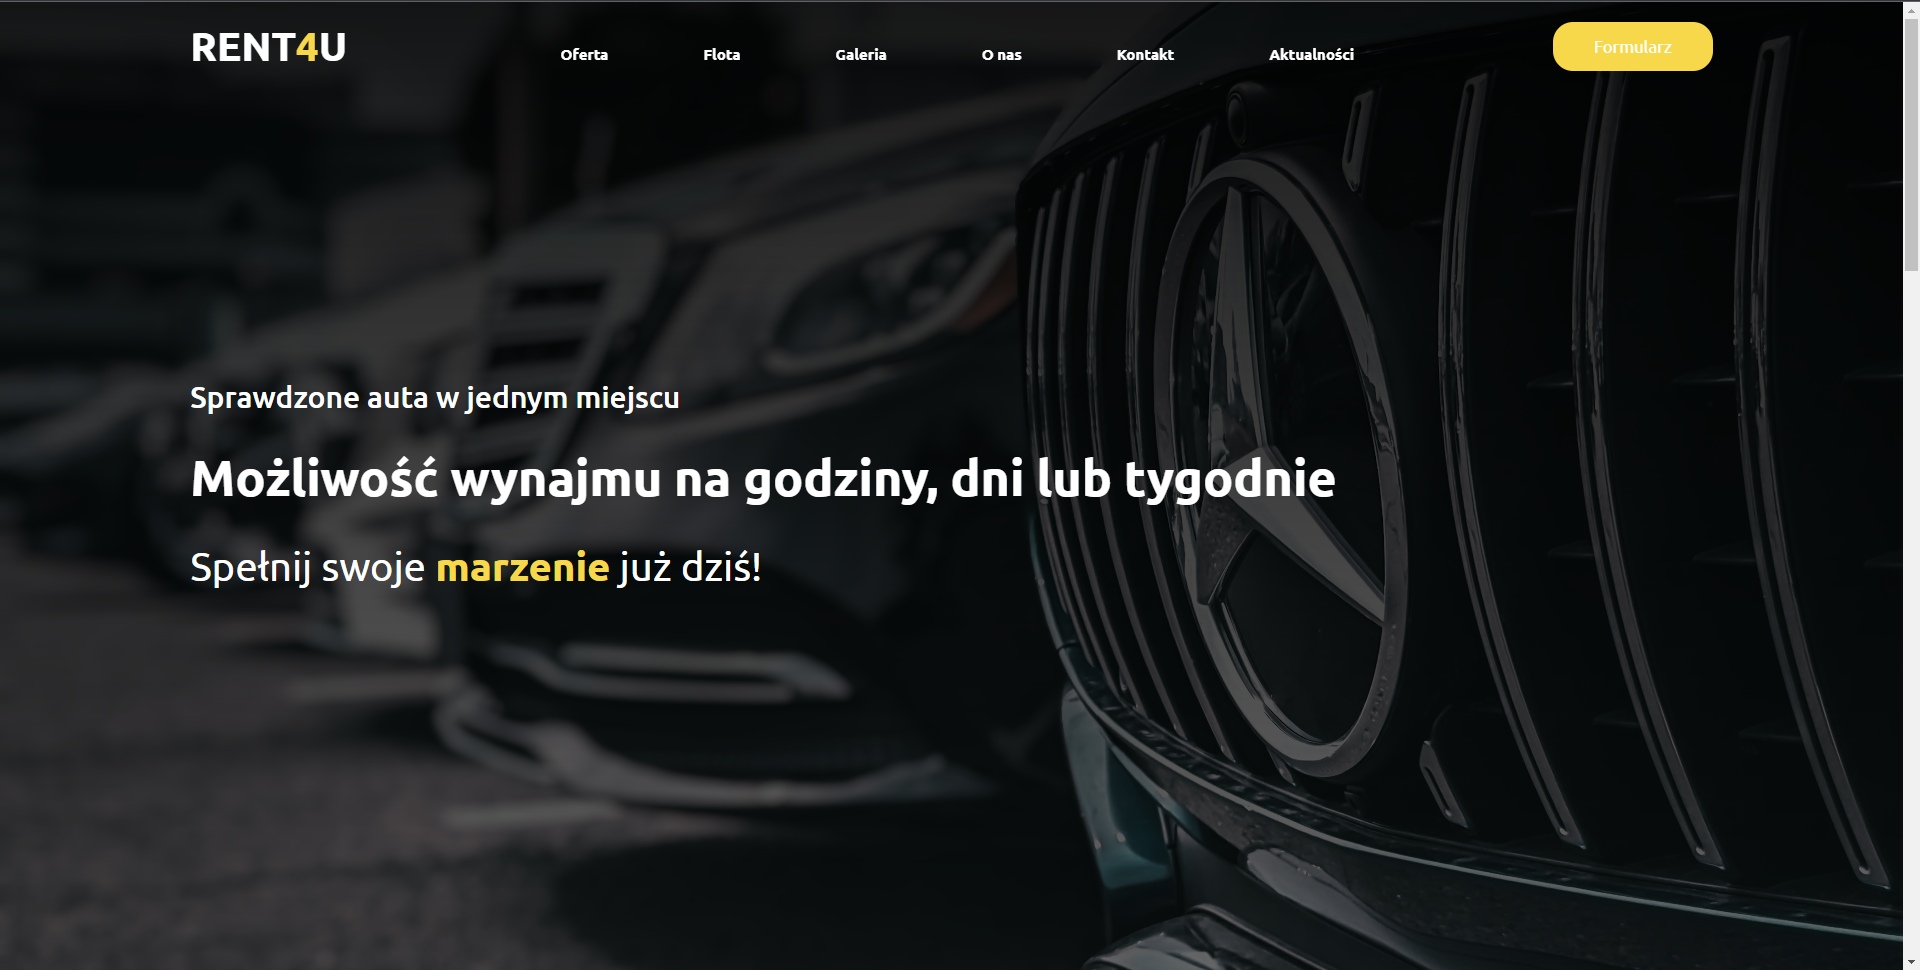 RENT4U
Oferta
Flota
Galeria
O nas
Kontakt
Aktualności
Formularz
Sprawdzone auta w jednym miejscu
Możliwość wynajmu na godziny, dni lub tygodnie
Spełnij swoje marzenie już dziś!